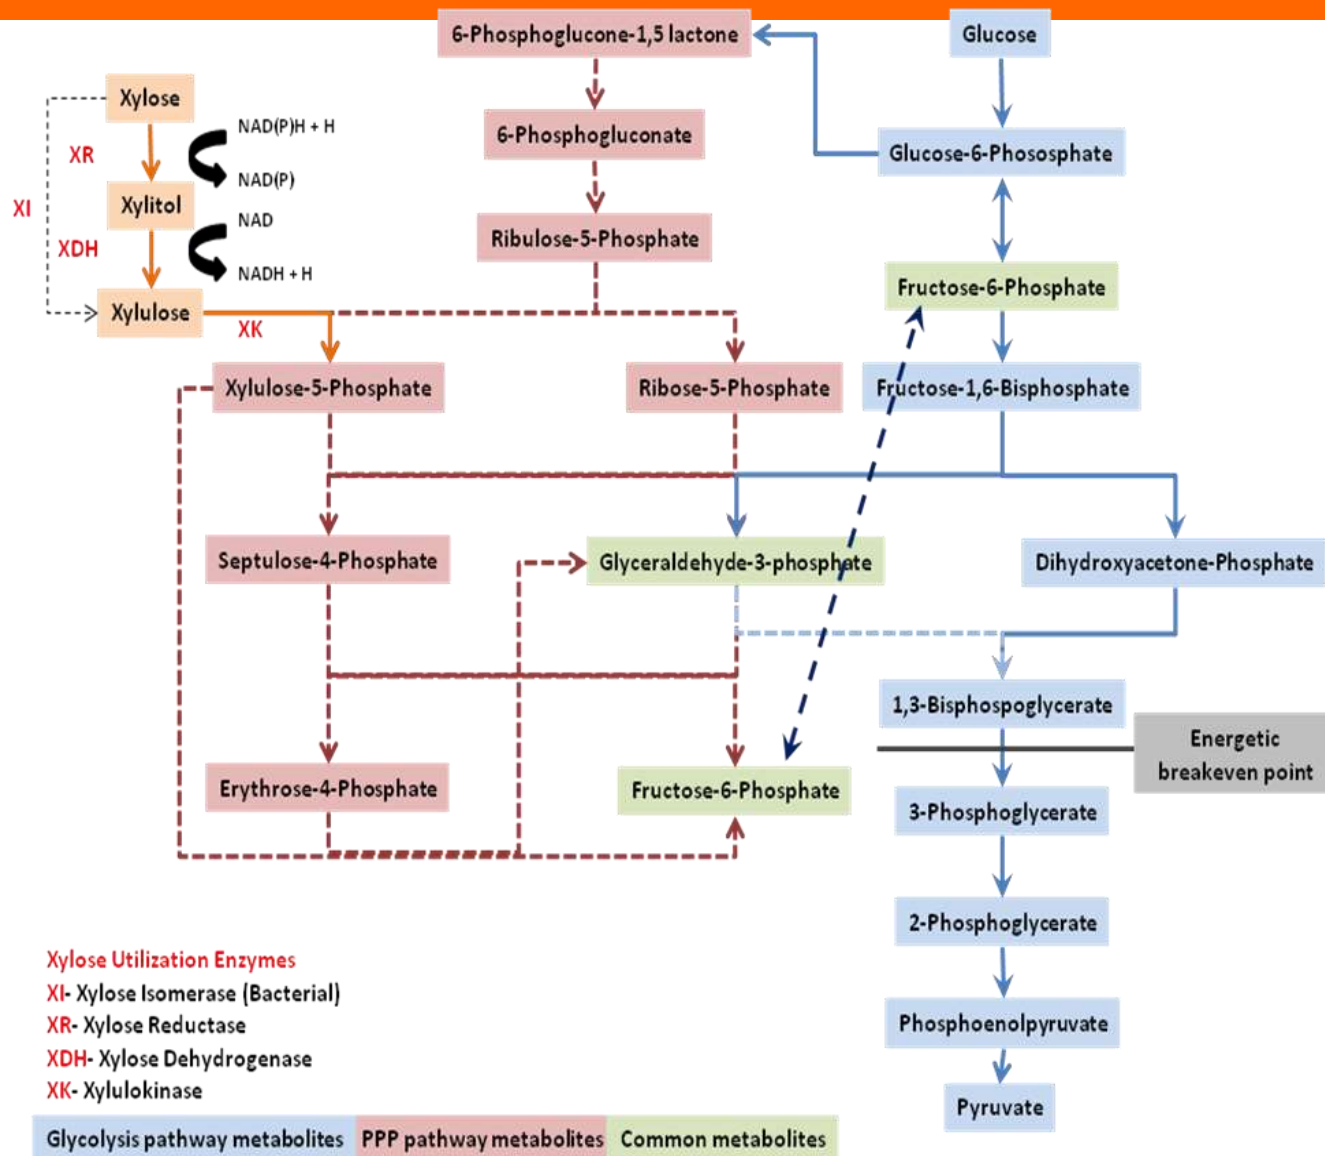 6-Phosphoglucone-1,5 lactone
Glucose
Xylose
NAD(P)H + H
6-Phosphogluconate
XR
Glucose-6-Phososphate
NAD(P)
XI
Xylitol
NAD
XDH
Ribulose-5-Phosphate
NADH + H
Fructose-6-Phosphate
Xylulose
XK
Xylulose-5-Phosphate
Ribose-5-Phosphate
Fructose-1,6-Bisphosphate
Septulose-4-Phosphate
Glyceraldehyde-3-phosphate
Dihydroxyacetone-Phosphate
1,3-Bisphospoglycerate
Energetic
breakeven point
Erythrose-4-Phosphate
Fructose-6-Phosphate
3-Phosphoglycerate
2-Phosphoglycerate
Xylose Utilization Enzymes
XI- Xylose Isomerase (Bacterial)
XR- Xylose Reductase
XDH- Xylose Dehydrogenase
XK- Xylulokinase
Phosphoenolpyruvate
Pyruvate
Glycolysis pathway metabolites
PPP pathway metabolites
Common metabolites